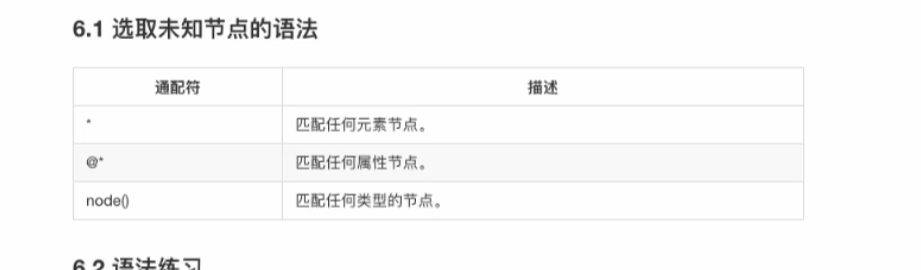 6.1 选取未知节点的语法
通配符 描述
* 匹配任何元素节点。
@* 匹配任何属性节点。
node() 匹配任何类型的节点。
6.2 语法练习